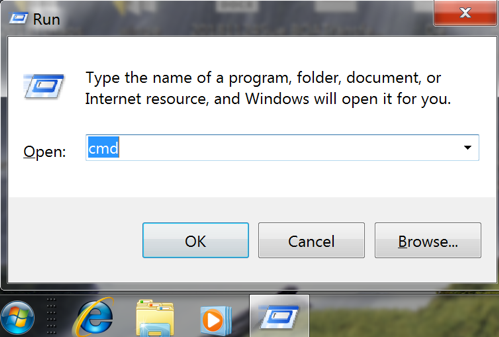 Run
Type the name of a program, folder, document, or
Internet resource, and Windows will open it for you.
Open: cmd
OK Cancel Browse...